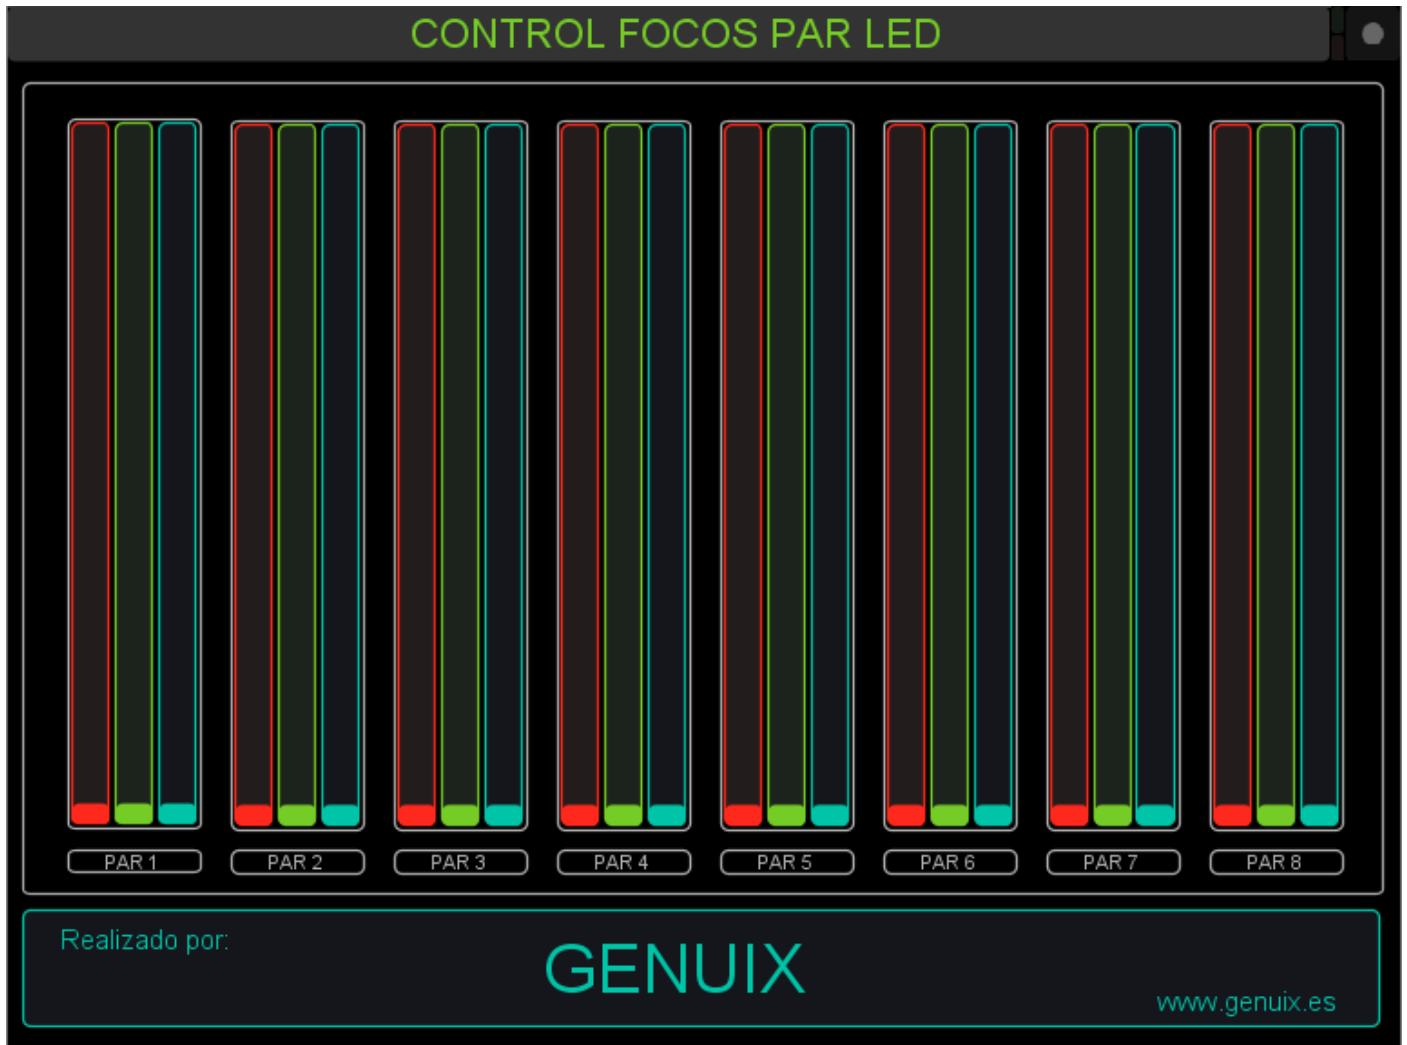 CONTROL FOCOS PAR LED
PAR 1
PAR 2
PAR 3
PAR 4
PAR 5
PAR 6
PAR 7
PAR 8
Realizado por:
GENUIX
www.genuix.es